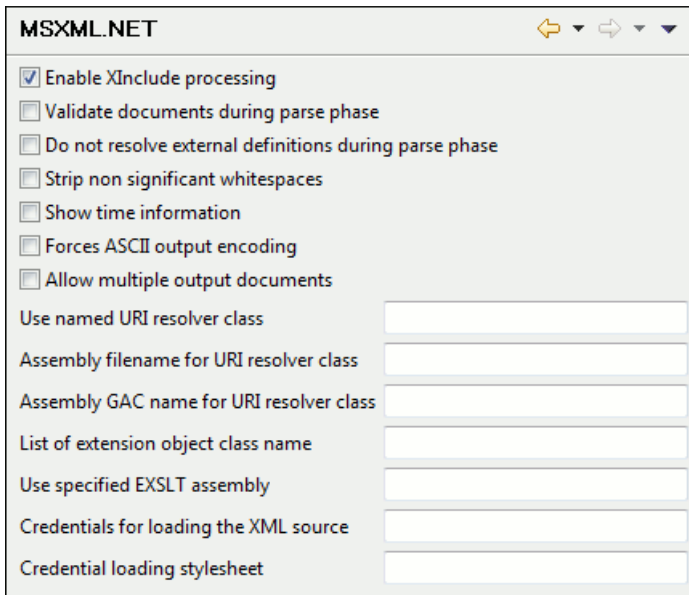 MSXML.NET
Enable XInclude processing
Validate documents during parse phase
Do not resolve external definitions during parse phase
Strip non significant whitespaces
Show time information
Forces ASCII output encoding
Allow multiple output documents
Use named URI resolver class
Assembly filename for URI resolver class
Assembly GAC name for URI resolver class
List of extension object class name
Use specified EXSLT assembly
Credentials for loading the XML source
Credential loading stylesheet